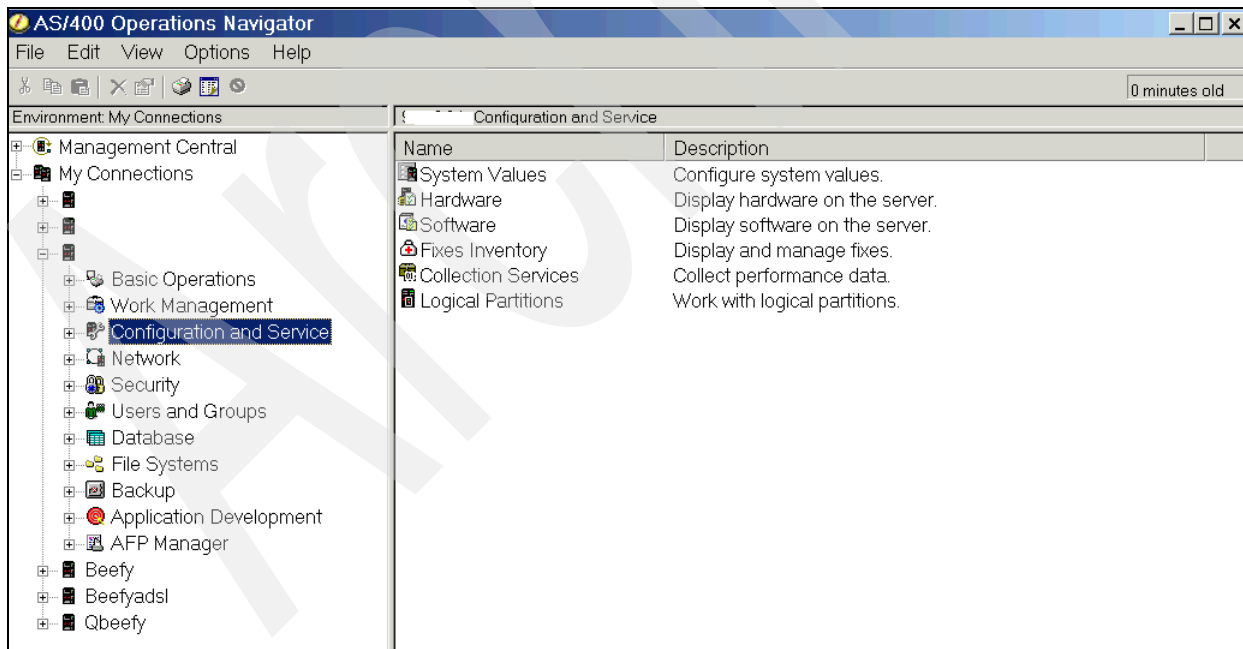 AS/400 Operations Navigator
File Edit View Options Help
0 minutes old
Environment: My Connections
Configuration and Service
Management Central
My Connections
Basic Operations
Work Management
Configuration and Service
Network
Security
Users and Groups
Database
File Systems
Backup
Application Development
AFP Manager
Beefy
Beefyadsl
Qbeefy
Name Description
System Values Configure system values.
Hardware Display hardware on the server.
Software Display software on the server.
Fixes Inventory Display and manage fixes.
Collection Services Collect performance data.
Logical Partitions Work with logical partitions.